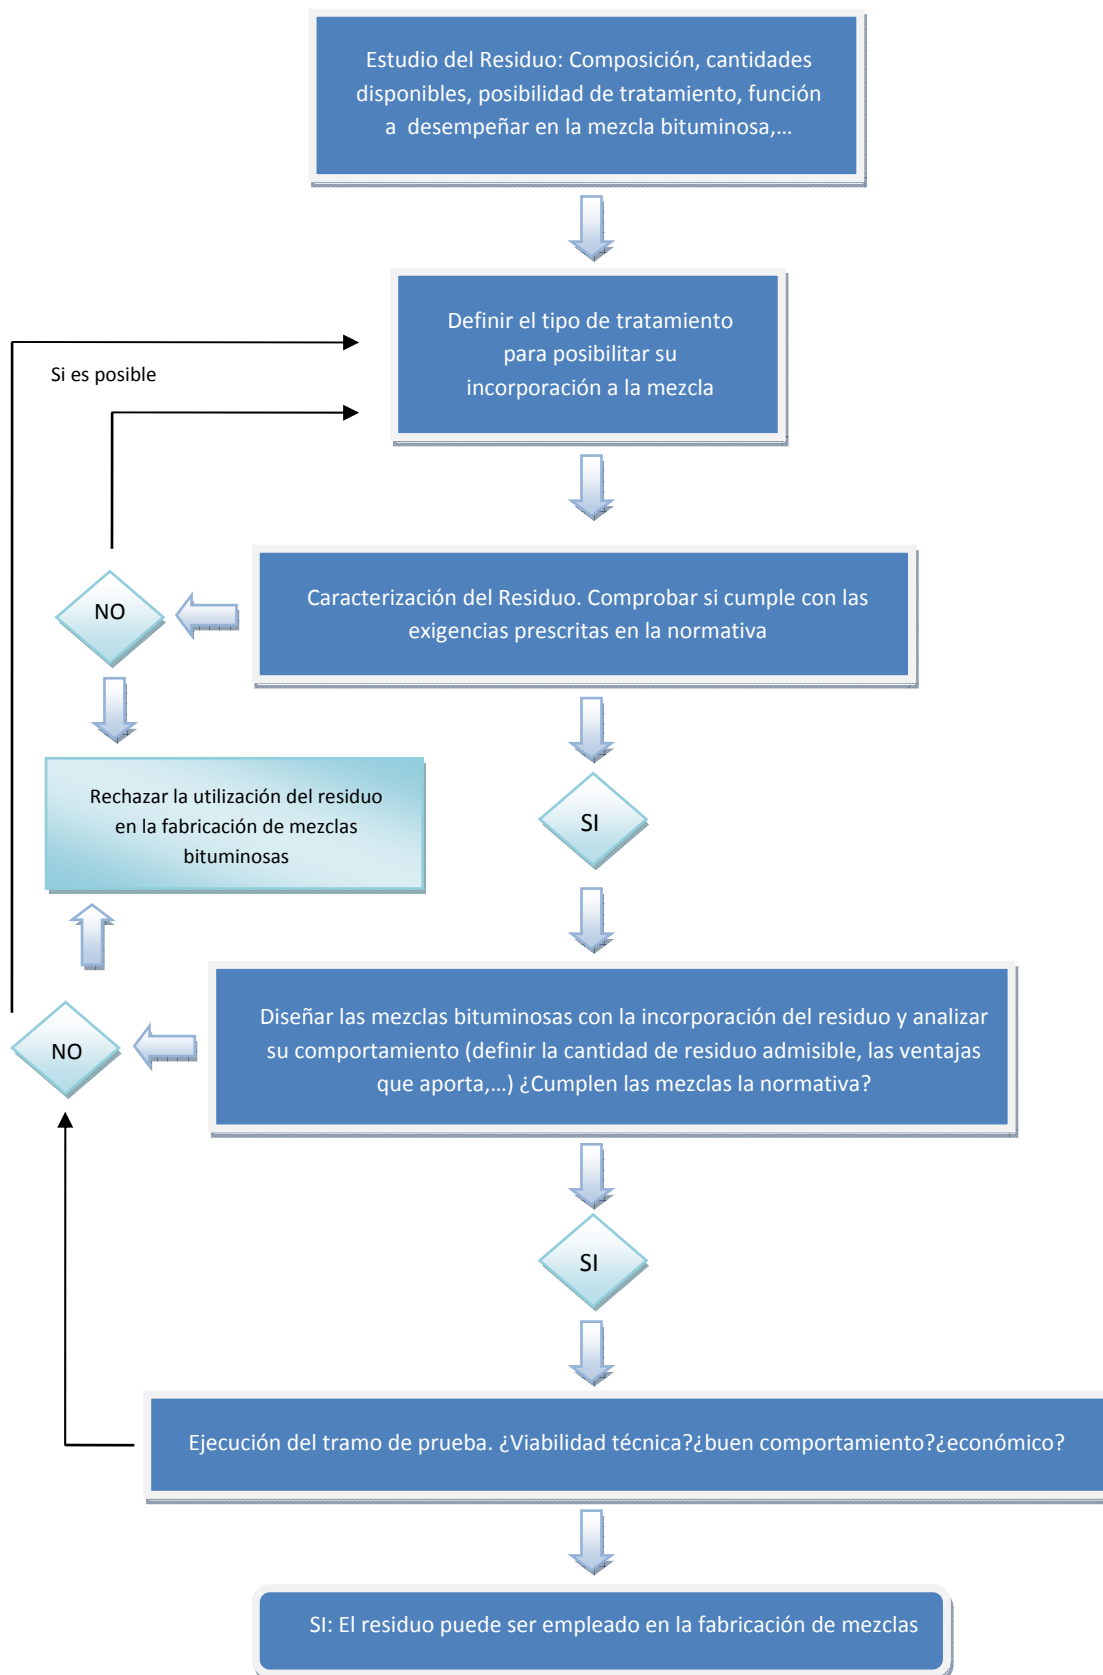 Estudio del Residuo: Composición, cantidades
disponibles, posibilidad de tratamiento, función
a desempeñar en la mezcla bituminosa,...
Definir el tipo de tratamiento
para posibilitar su
incorporación a la mezcla
Si es posible
Caracterización del Residuo. Comprobar si cumple con las
exigencias prescritas en la normativa
NO
Rechazar la utilización del residuo
en la fabricación de mezclas
bituminosas
SI
Diseñar las mezclas bituminosas con la incorporación del residuo y analizar
su comportamiento (definir la cantidad de residuo admisible, las ventajas
que aporta,...) ¿Cumplen las mezclas la normativa?
NO
SI
Ejecución del tramo de prueba. ¿Viabilidad técnica?¿buen comportamiento?¿económico?
SI: El residuo puede ser empleado en la fabricación de mezclas